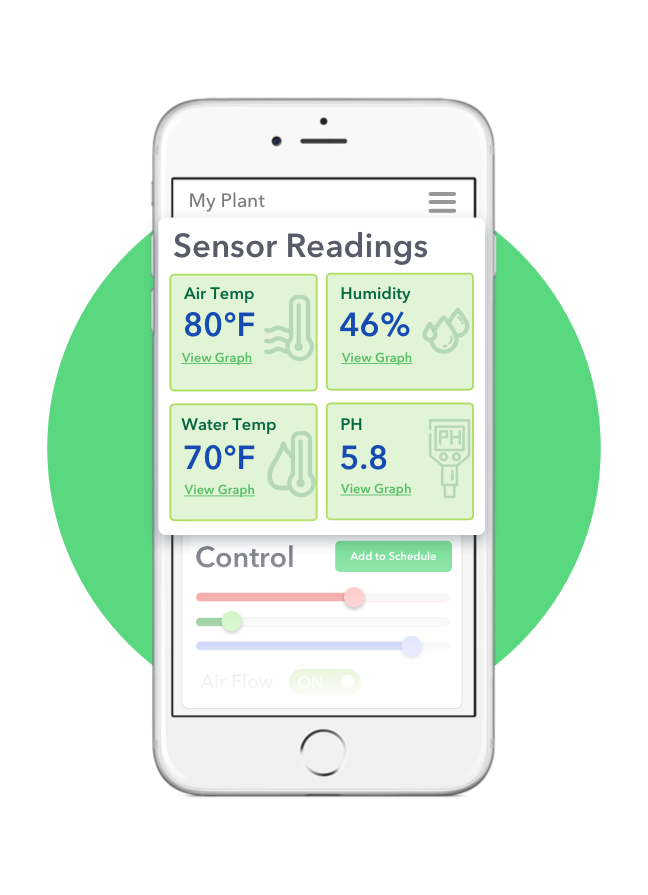 My Plant
Sensor Readings
Air Temp
80°F
View Graph
Humidity
46%
View Graph
Water Temp
70°F
View Graph
PH
5.8
View Graph
PH
Control
Add to Schedule
Air Flow
ON